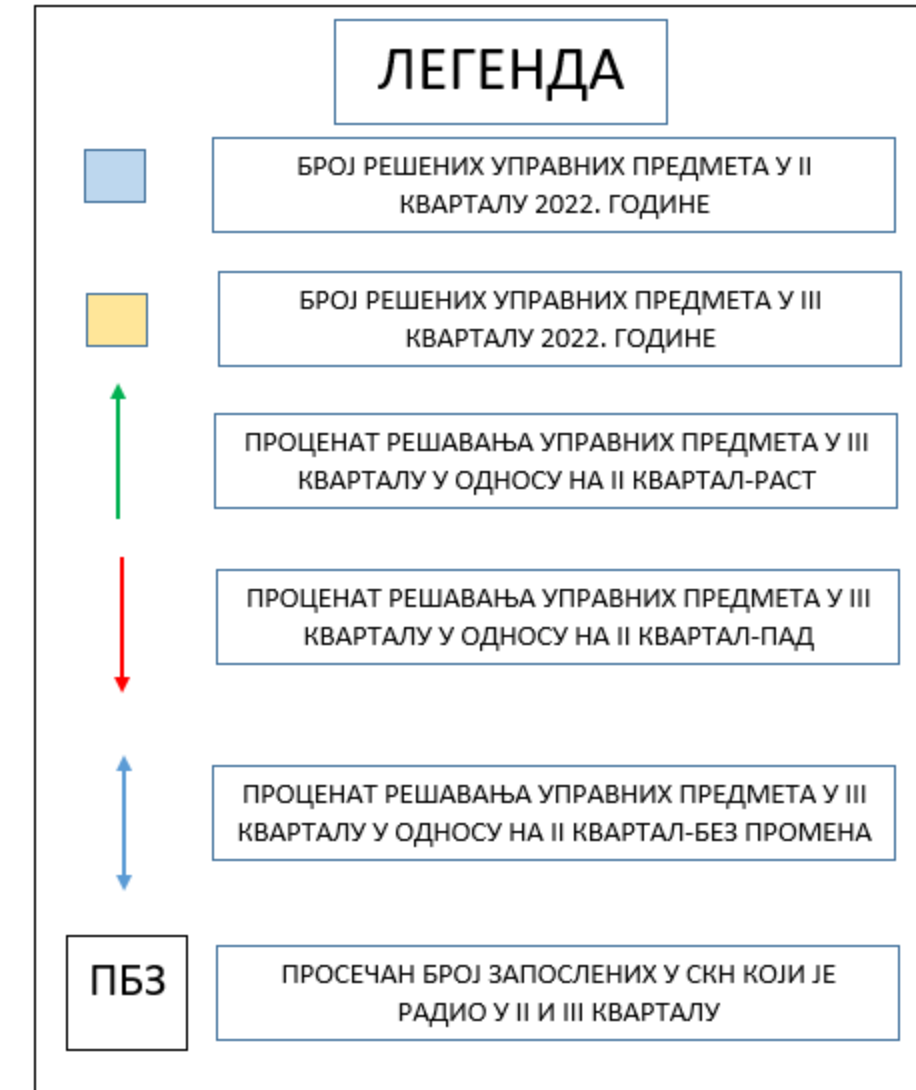 ЛЕГЕНДА
БРОЈ РЕШЕНИХ УПРАВНИХ ПРЕДМЕТА У II
КВАРТАЛУ 2022. ГОДИНЕ
БРОЈ РЕШЕНИХ УПРАВНИХ ПРЕДМЕТА У III
КВАРТАЛУ 2022. ГОДИНЕ
ПРОЦЕНАТ РЕШАВАЊА УПРАВНИХ ПРЕДМЕТА У III
КВАРТАЛУ У ОДНОСУ НА II КВАРТАЛ-РАСТ
ПРОЦЕНАТ РЕШАВАЊА УПРАВНИХ ПРЕДМЕТА У III
КВАРТАЛУ У ОДНОСУ НА II КВАРТАЛ-ПАД
ПРОЦЕНАТ РЕШАВАЊА УПРАВНИХ ПРЕДМЕТА У III
КВАРТАЛУ У ОДНОСУ НА II КВАРТАЛ-БЕЗ ПРОМЕНА
ПБЗ
ПРОСЕЧАН БРОЈ ЗАПОСЛЕНИХ У СКН КОЈИ ЈЕ
РАДИО У II И III КВАРТАЛУ